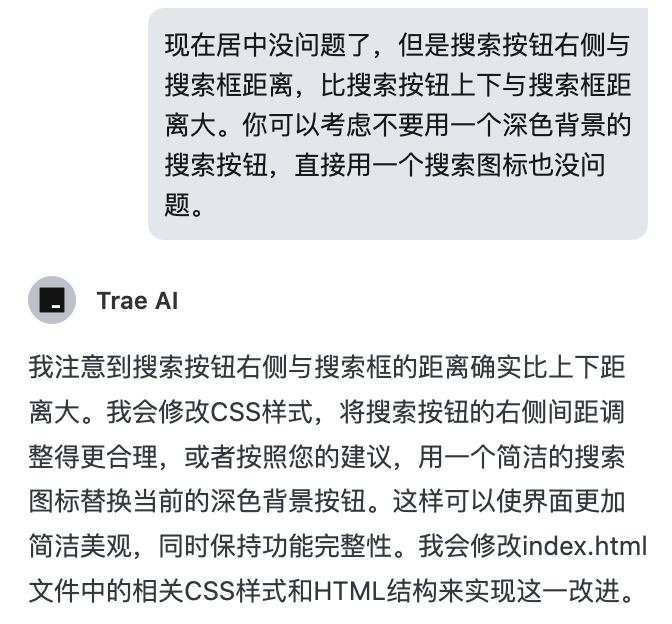 现在居中没问题了，但是搜索按钮右侧与
搜索框距离，比搜索按钮上下与搜索框距
离大。你可以考虑不要用一个深色背景的
搜索按钮，直接用一个搜索图标也没问
题。
Trae AI
我注意到搜索按钮右侧与搜索框的距离确实比上下距
离大。我会修改CSS样式，将搜索按钮的右侧间距调
整得更合理，或者按照您的建议，用一个简洁的搜索
图标替换当前的深色背景按钮。这样可以使界面更加
简洁美观，同时保持功能完整性。我会修改index.html
文件中的相关CSS样式和HTML结构来实现这一改进。